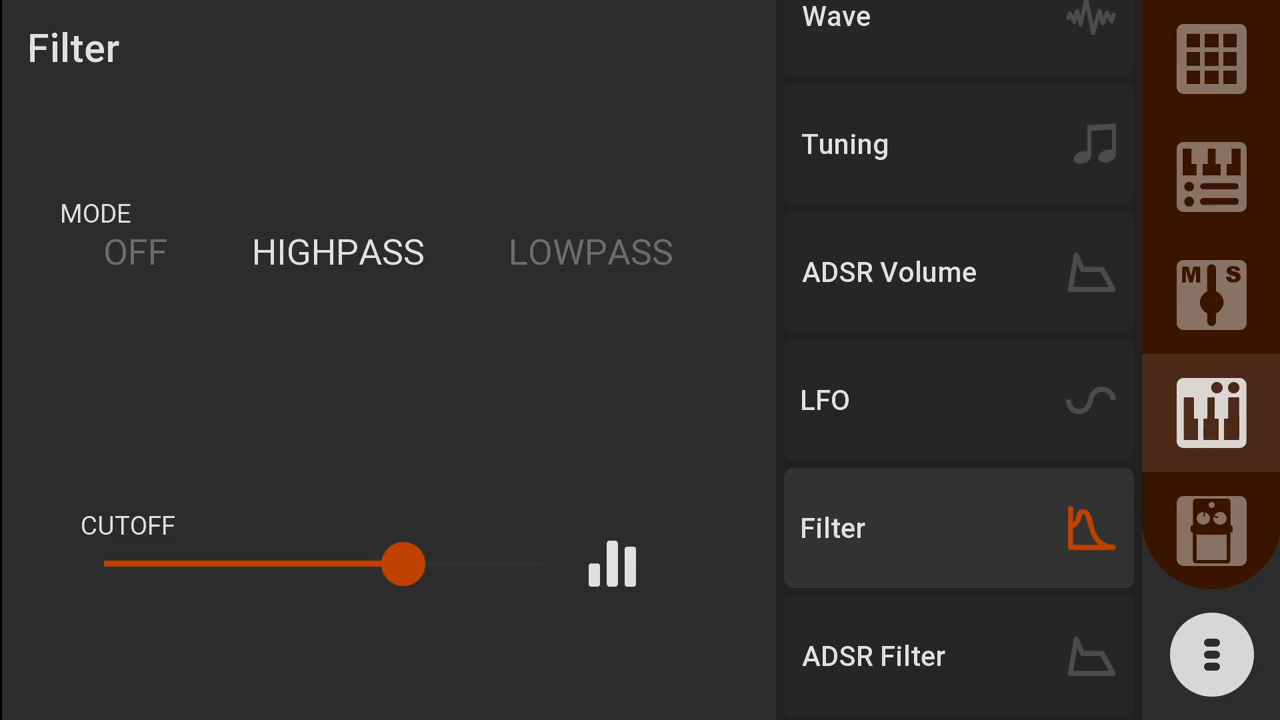 Filter
MODE
OFF HIGHPASS LOWPASS
CUTOFF
Wave
Tuning
ADSR Volume
LFO
Filter
ADSR Filter
M S